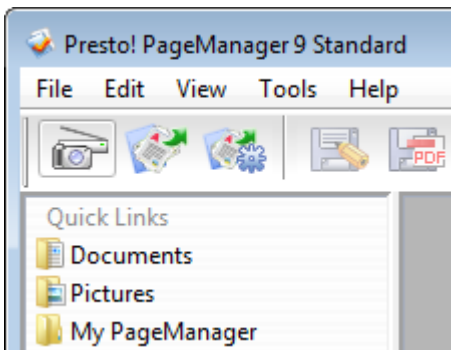 Presto! PageManager 9 Standard
File Edit View Tools Help
PDF
Quick Links
Documents
Pictures
My PageManager